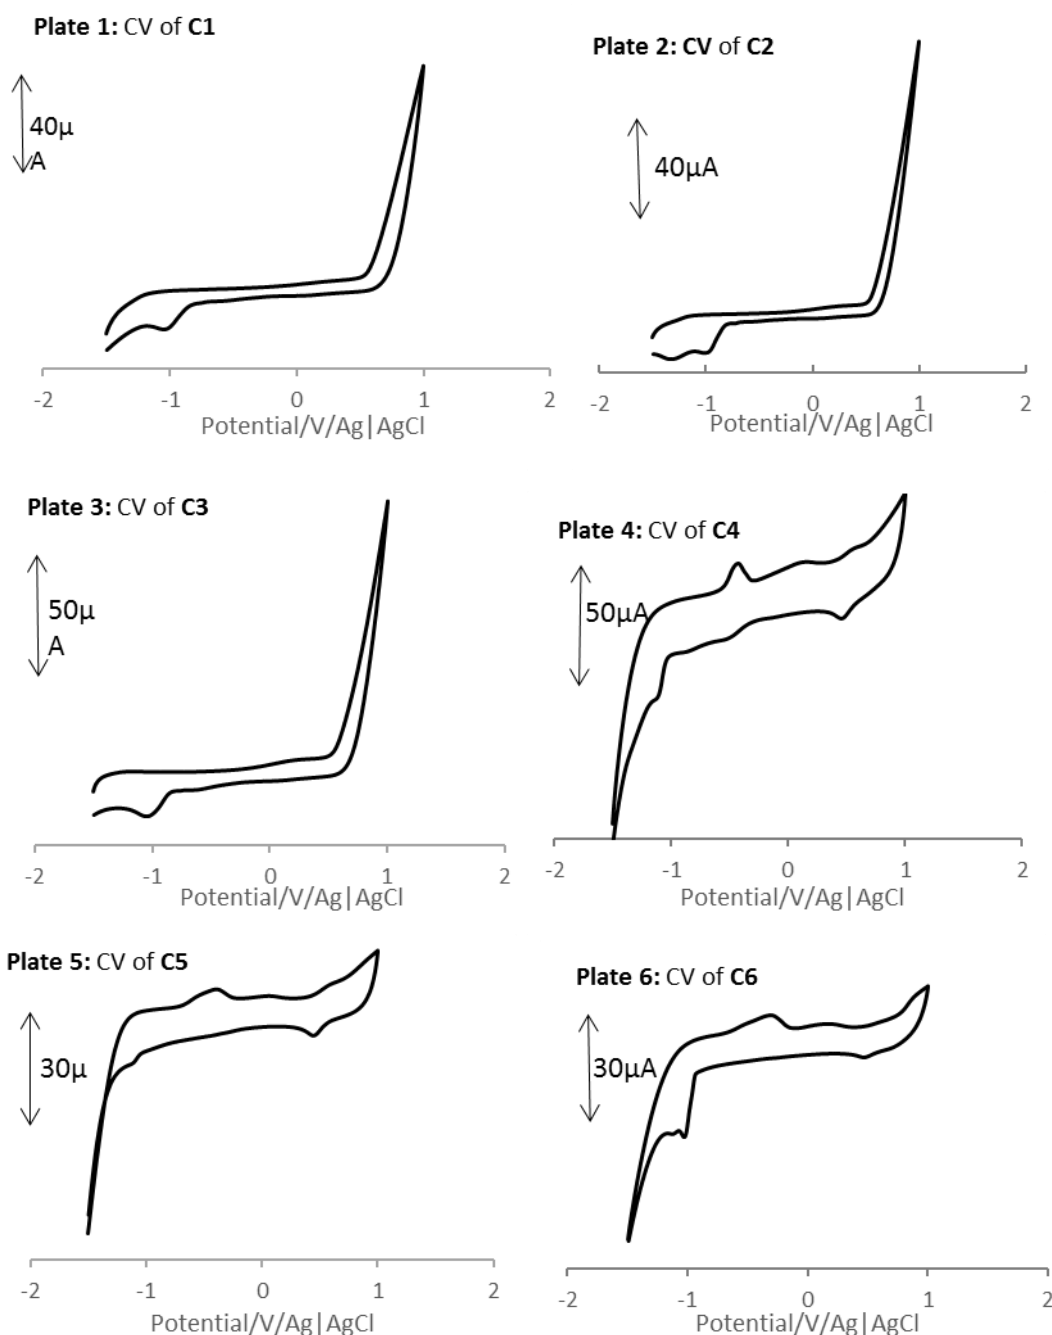 Plate 1: CV of C1
40μ
A
-2 -1 0 1 2
Potential/V/Ag|AgCl
Plate 2: CV of C2
40μA
-2 -1 0 1 2
Potential/V/Ag|AgCl
Plate 3: CV of C3
50μ
A
-2 -1 0 1 2
Potential/V/Ag|AgCl
Plate 4: CV of C4
50μA
-2 -1 0 1 2
Potential/V/Ag|AgCl
Plate 5: CV of C5
30μ
-2 -1 0 1 2
Potential/V/Ag|AgCl
Plate 6: CV of C6
30μA
-2 -1 0 1 2
Potential/V/Ag|AgCl